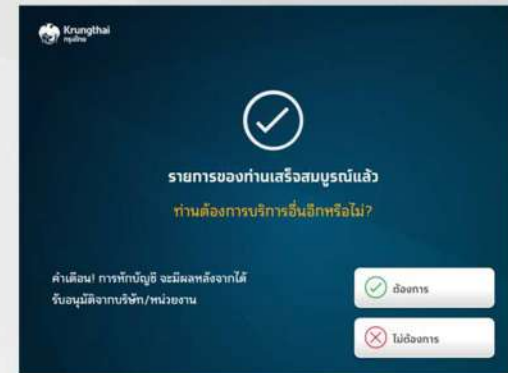 Krungthai
กรุงไทย
รายการของท่านเสร็จสมบูรณ์แล้ว
ท่านต้องการบริการอื่นอีกหรือไม่?
คำเตือน! การหักบัญชี จะมีผลหลังจากได้
รับอนุมัติจากบริษัท/หน่วยงาน
ต้องการ
ไม่ต้องการ